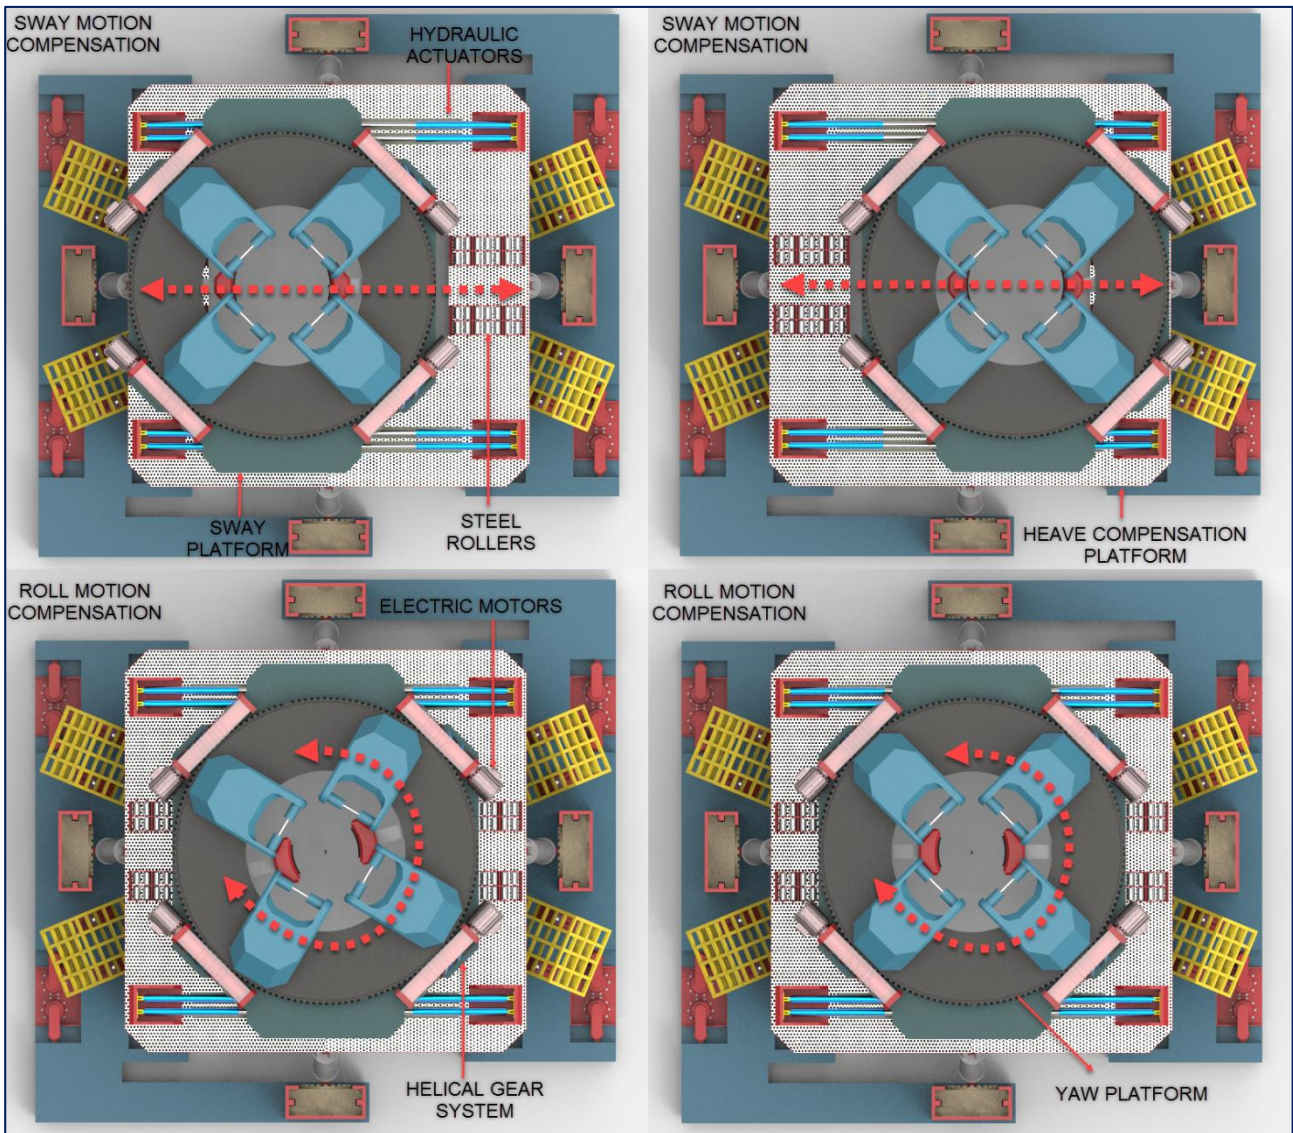 SWAY MOTION
COMPENSATION
HYDRAULIC
ACTUATORS
SWAY
PLATFORM
STEEL
ROLLERS
SWAY MOTION
COMPENSATION
HEAVE COMPENSATION
PLATFORM
ROLL MOTION
COMPENSATION
ELECTRIC MOTORS
HELICAL GEAR
SYSTEM
ROLL MOTION
COMPENSATION
YAW PLATFORM